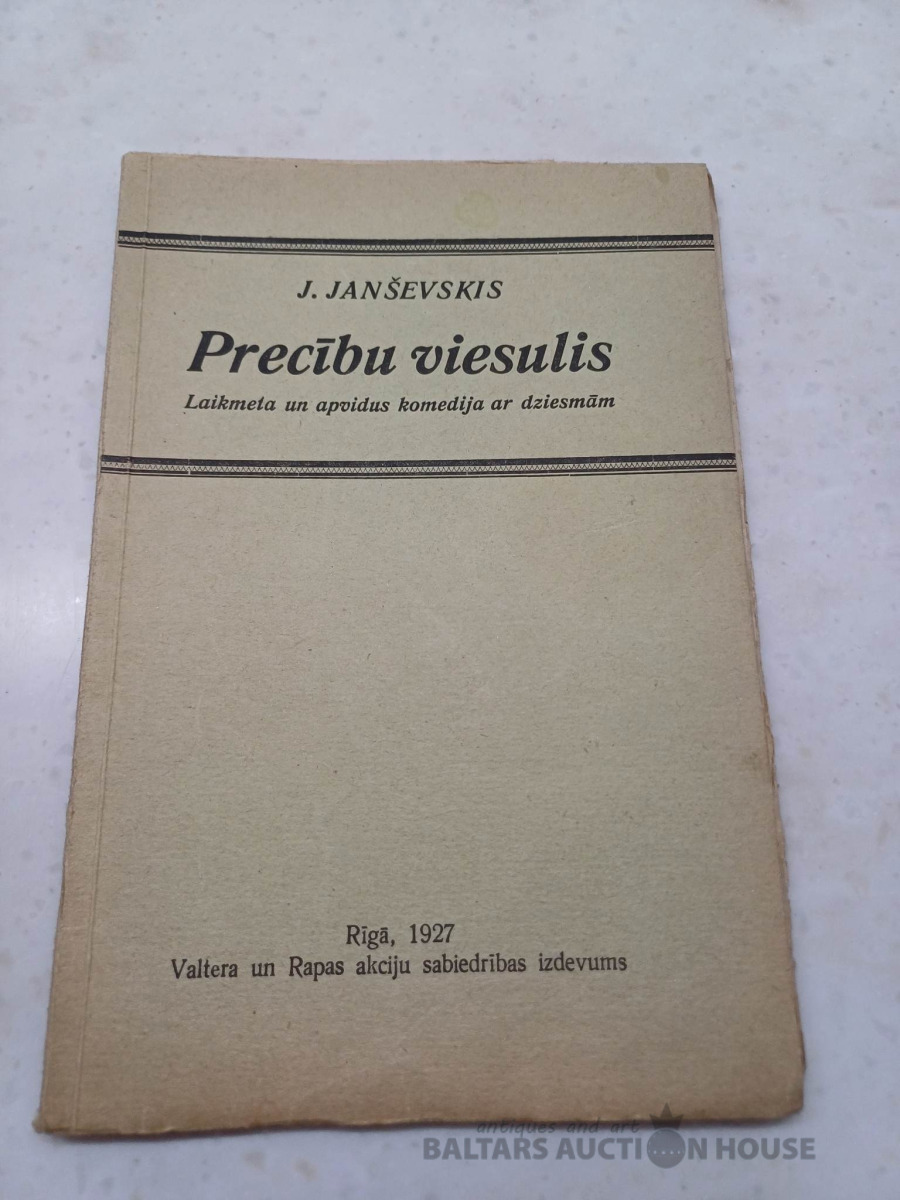 J. JANŠEVSĶIS
Precību viesulis
Laikmeta un apvidus komedija ar dziesmām
Rīgā, 1927
Valtera un Rapas akciju sabiedrības izdevums
antiques and art
BALTARS AUCTION HOUSE